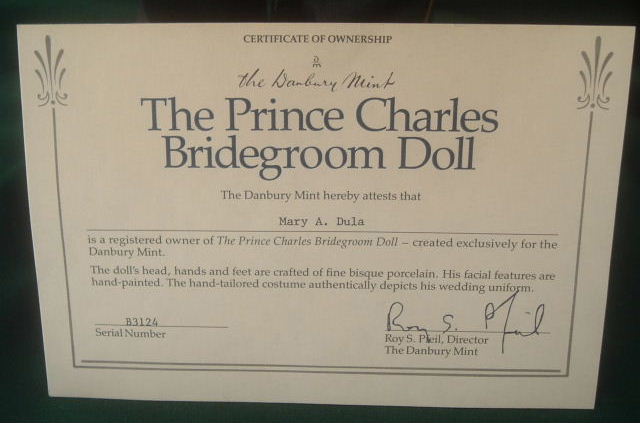 CERTIFICATE OF OWNERSHIP
DM
the Danbury Mint
The Prince Charles
Bridegroom Doll
The Danbury Mint hereby attests that
Mary A. Dula
is a registered owner of The Prince Charles Bridegroom Doll – created exclusively for the
Danbury Mint.
The doll's head, hands and feet are crafted of fine bisque porcelain. His facial features are
hand-painted. The hand-tailored costume authentically depicts his wedding uniform.
B3124
Serial Number
Roy S. Pfeil
Roy S. Pfeil, Director
The Danbury Mint